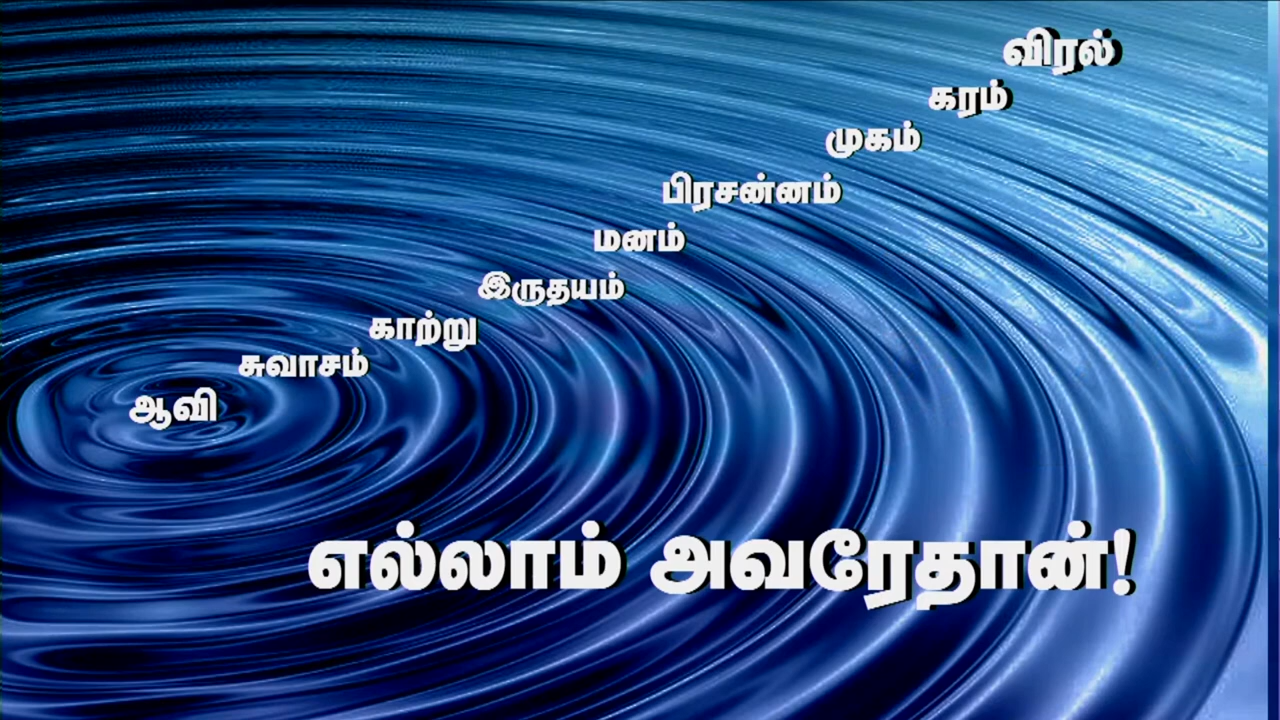 விரல்
கரம்
முகம்
பிரசன்னம்
மனம்
இருதயம்
காற்று
சுவாசம்
ஆவி
எல்லாம் அவரேதான்!